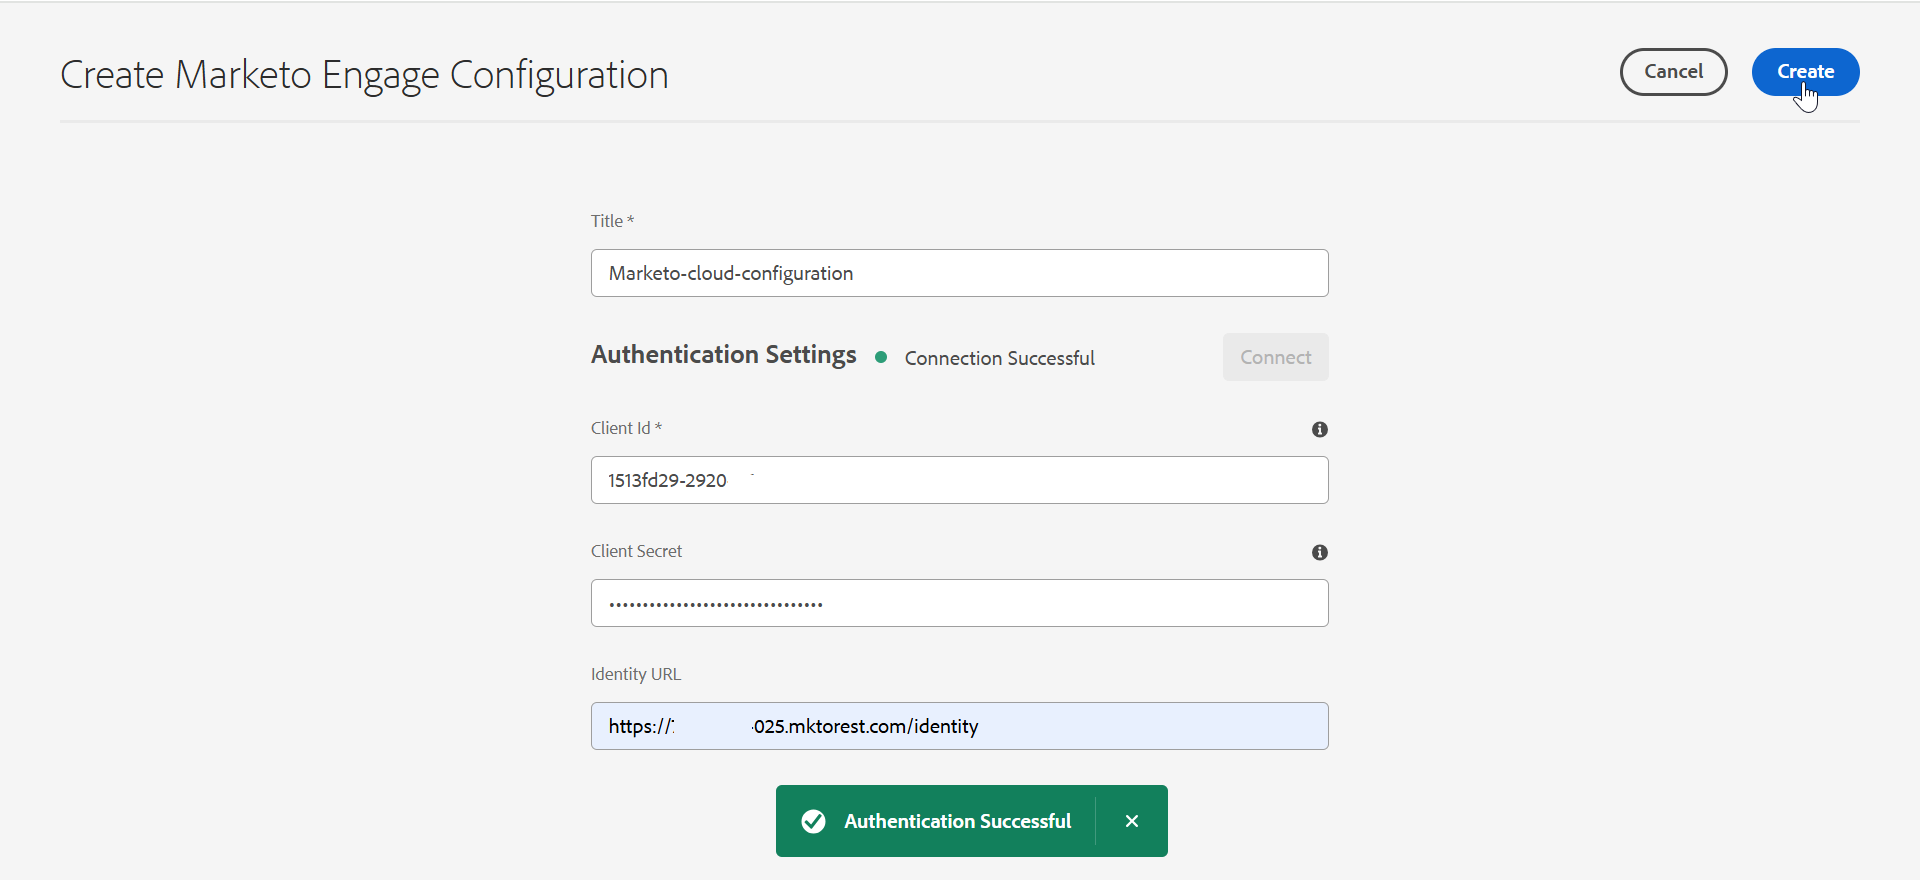 Create Marketo Engage Configuration
Cancel
Create
Title *
Marketo-cloud-configuration
Authentication Settings
Connection Successful
Connect
Client Id *
1513fd29-2920
Client Secret
••••••••••••••••••••••••••••••••
Identity URL
https:// 025.mktorest.com/identity
Authentication Successful